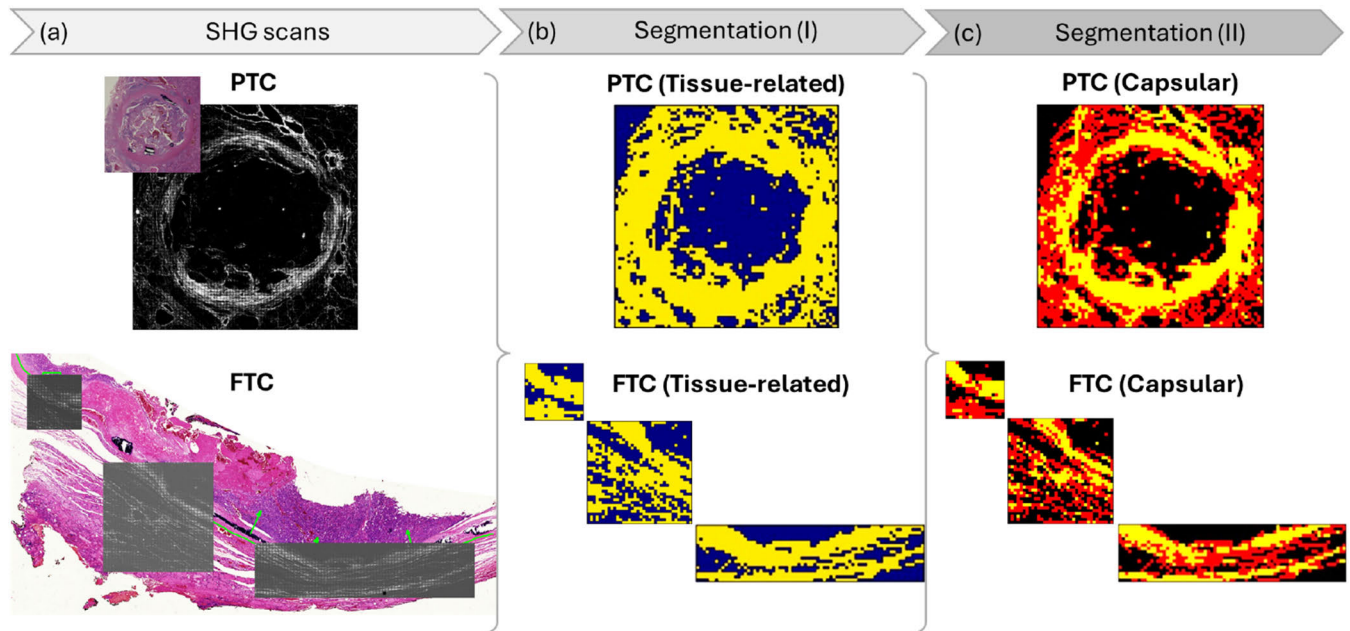 (a) SHG scans
(b) Segmentation (I)
(c) Segmentation (II)
PTC
PTC (Tissue-related)
PTC (Capsular)
FTC
FTC (Tissue-related)
FTC (Capsular)